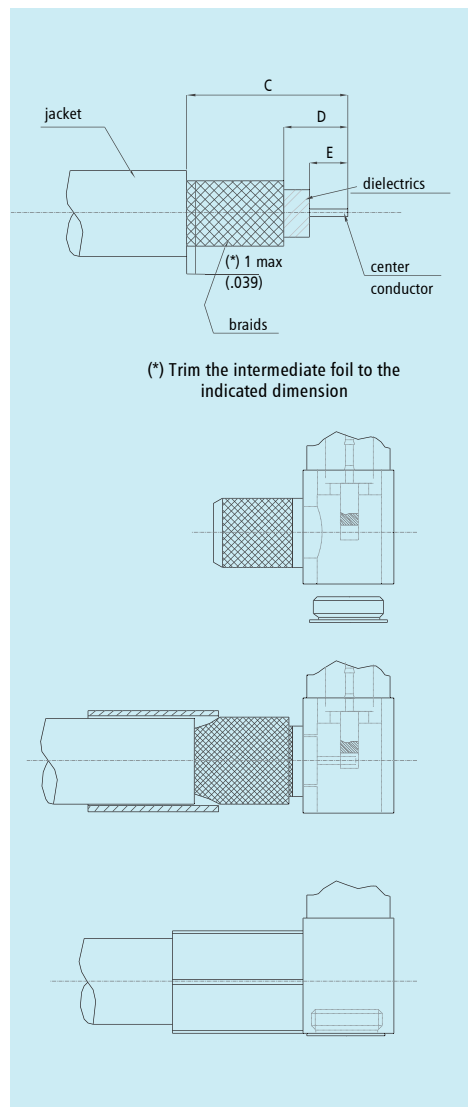 C
jacket
D
E
dielectrics
(*) 1 max
(.039)
center
conductor
braids
(*) Trim the intermediate foil to the
indicated dimension